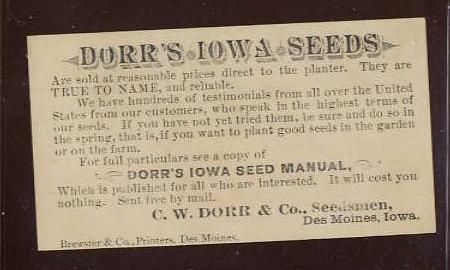 DORR'S IOWA SEEDS
Are sold at reasonable prices direct to the planter. They are
TRUE TO NAME, and reliable.
We have hundreds of testimonials from all over the United
States from our customers, who speak in the highest terms of
our seeds. If you have not yet tried them, be sure and do so in
the spring, that is, if you want to plant good seeds in the garden
or on the farm.
For full particulars see a copy of
DORR'S IOWA SEED MANUAL,
Which is published for all who are interested. It will cost you
nothing. Sent free by mail.
C. W. DORR & Co., Seedsmen,
Des Moines, Iowa.
Brewster & Co., Printers, Des Moines.